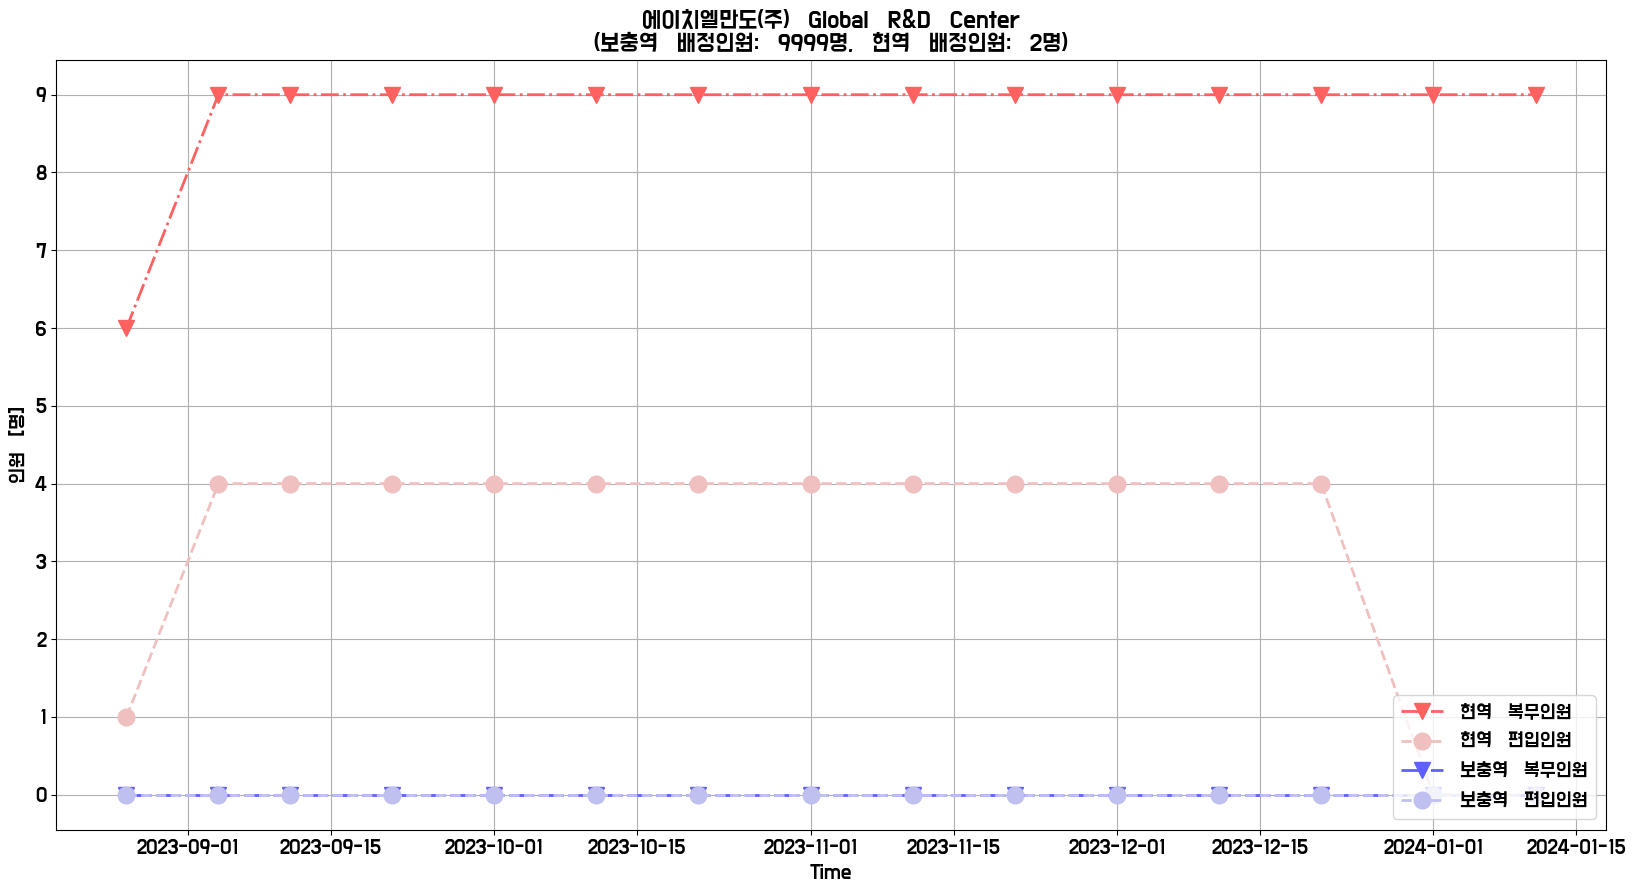 에이치엘만도(주) Global R&D Center
(보충역 배정인원: 9999명, 현역 배정인원: 2명)
9
8
7
6
5
4
3
2
1
0
인원 [명]
현역 복무인원
현역 편입인원
보충역 복무인원
보충역 편입인원
2023-09-01 2023-09-15 2023-10-01 2023-10-15 2023-11-01 2023-11-15 2023-12-01 2023-12-15 2024-01-01 2024-01-15
Time